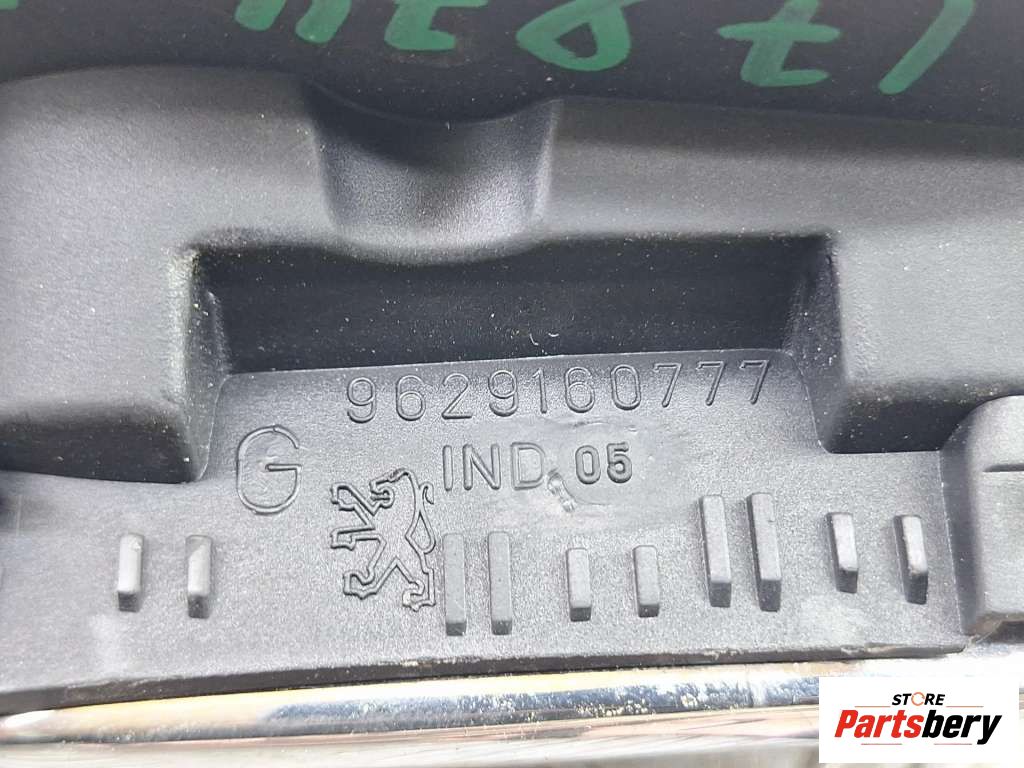 9629160777
G
IND 05
STORE
Partsbery